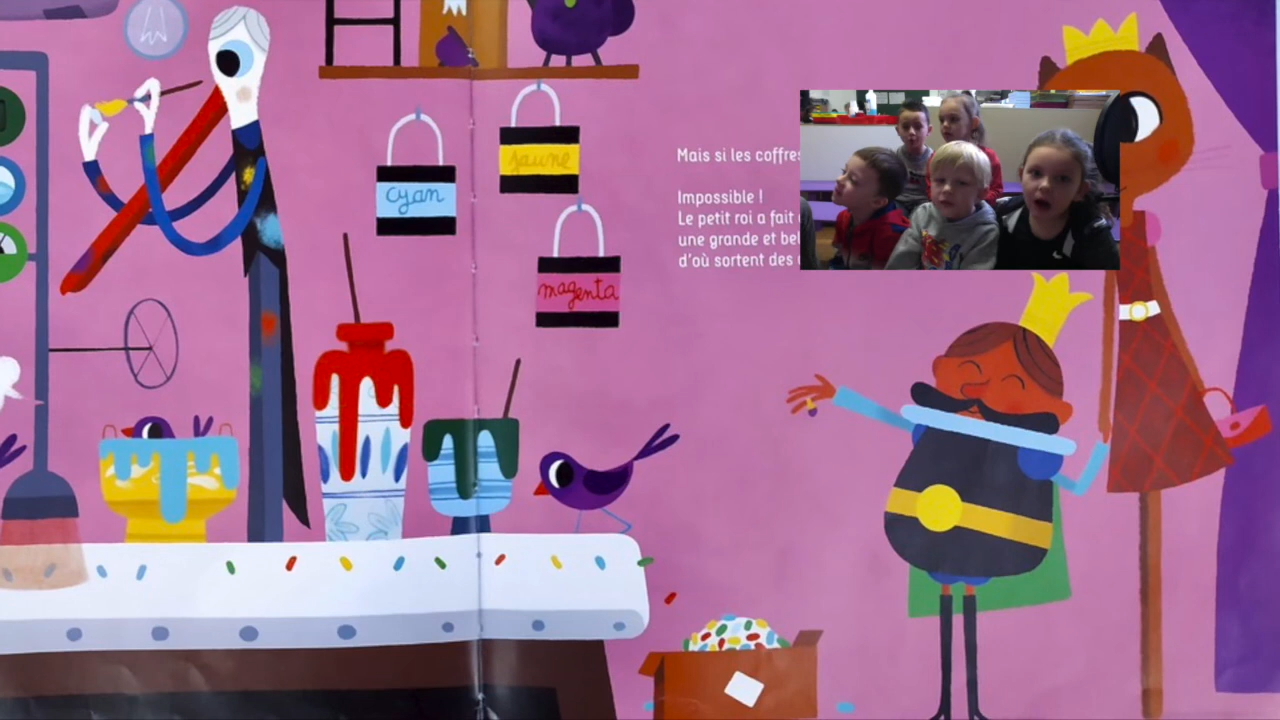 cyan
jaune
magenta
Mais si les coffres
Impossible !
Le petit roi a fait
une grande et bel
d'où sortent des